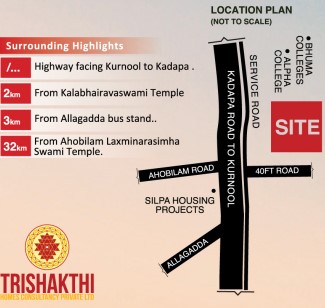 LOCATION PLAN
(NOT TO SCALE)
Surrounding Highlights
/... Highway facing Kurnool to Kadapa .
2km From Kalabhairavaswami Temple
3km From Allagadda bus stand..
32km From Ahobilam Laxminarasimha
Swami Temple.
• BHUMA
COLLEGES
• ALPHA
COLLEGE
SERVICE ROAD
KADAPA ROAD TO KURNOOL
SITE
AHOBILAM ROAD
40FT ROAD
SILPA HOUSING
PROJECTS
ALLAGADDA
TRISHAKTHI
HOMES CONSULTANCY PRIVATE LTD